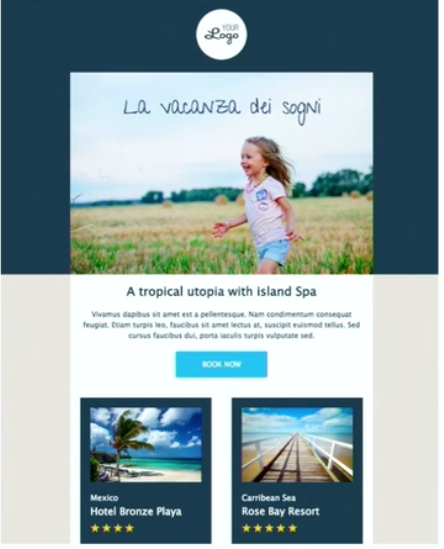 YOUR
Logo
La vacanza dei sogni
A tropical utopia with island Spa
Vivamus dapibus sit amet est a pellentesque. Nam condimentum consequat
feugiat. Etiam turpis leo, faucibus sit amet lectus at, suscipit euismod tellus. Sed
cursus faucibus dui, porta iaculis turpis vulputate sed.
BOOK NOW
Mexico
Hotel Bronze Playa
Carribean Sea
Rose Bay Resort